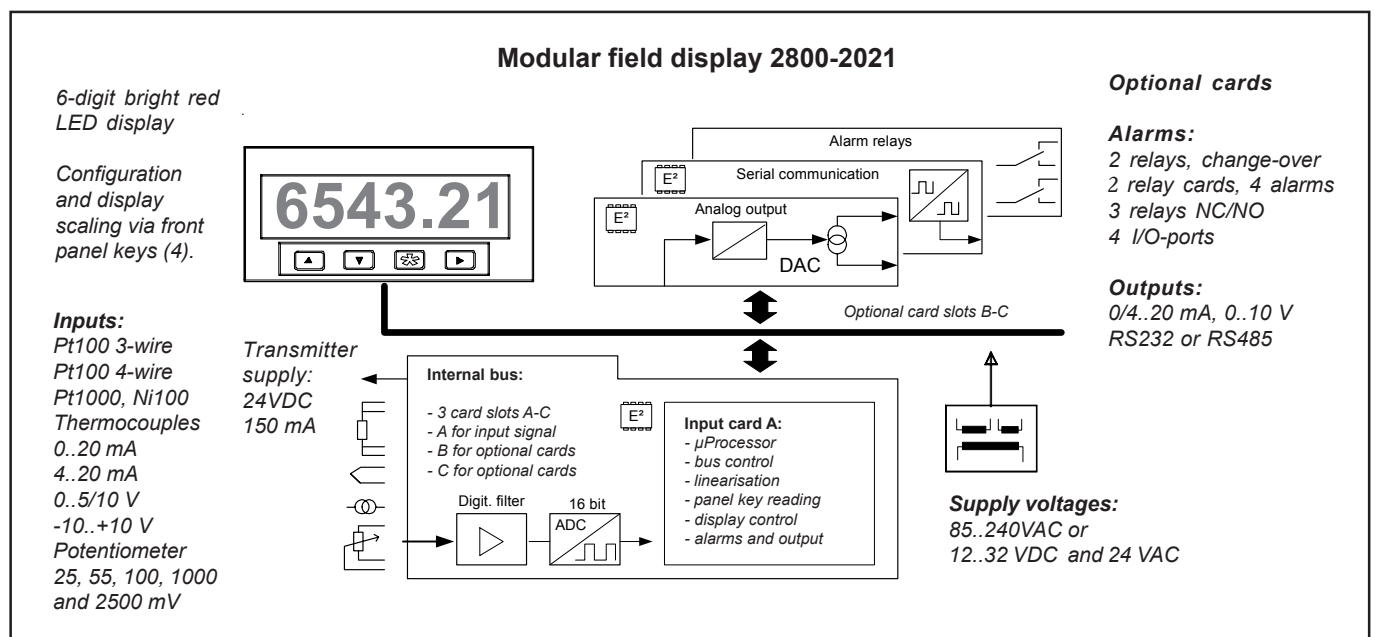 Modular field display 2800-2021
6-digit bright red
LED display
Configuration
and display
scaling via front
panel keys (4).
6543.21
Inputs:
Pt100 3-wire
Pt100 4-wire
Pt1000, Ni100
Thermocouples
0..20 mA
4..20 mA
0..5/10 V
-10..+10 V
Potentiometer
25, 55, 100, 1000
and 2500 mV
Transmitter
supply:
24VDC
150 mA
Alarm relays
E²
Serial communication
E²
Analog output
DAC
Optional card slots B-C
Internal bus:
- 3 card slots A-C
- A for input signal
- B for optional cards
- C for optional cards
Digit. filter
16 bit
ADC
E²
Input card A:
- µProcessor
- bus control
- linearisation
- panel key reading
- display control
- alarms and output
Optional cards
Alarms:
2 relays, change-over
2 relay cards, 4 alarms
3 relays NC/NO
4 I/O-ports
Outputs:
0/4..20 mA, 0..10 V
RS232 or RS485
Supply voltages:
85..240VAC or
12..32 VDC and 24 VAC